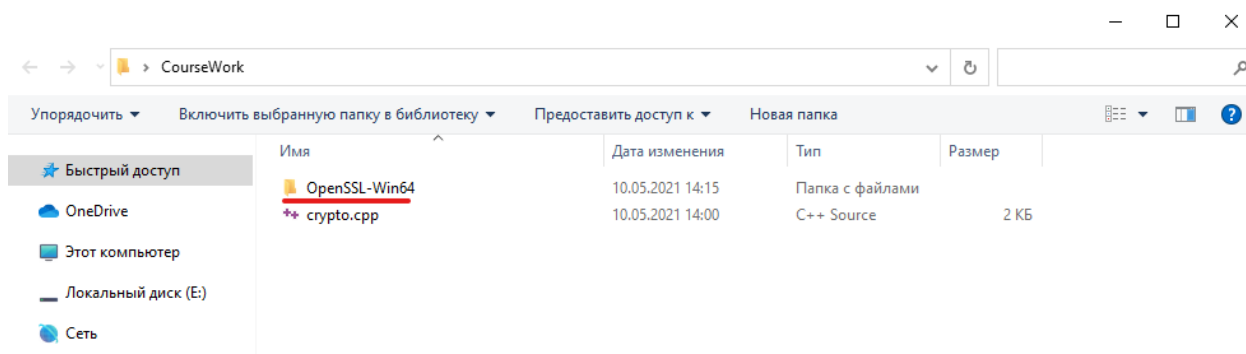 CourseWork
Упорядочить Включить выбранную папку в библиотеку Предоставить доступ к Новая папка
Имя Дата изменения Тип Размер
Быстрый доступ
OpenSSL-Win64 10.05.2021 14:15 Папка с файлами
OneDrive
crypto.cpp 10.05.2021 14:00 C++ Source 2 КБ
Этот компьютер
Локальный диск (E:)
Сеть